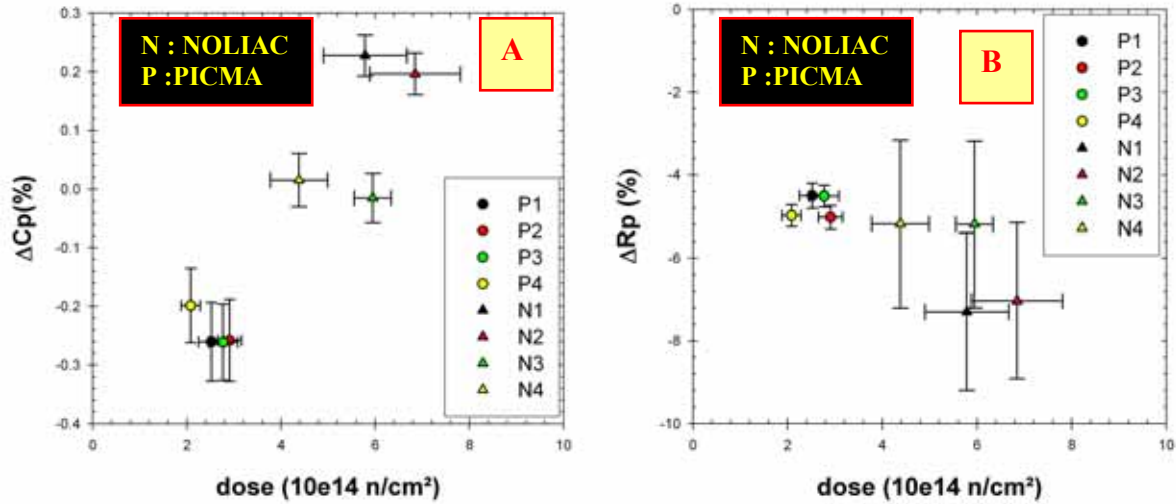 N : NOLIAC
P :PICMA
A
0.3
0.2
0.1
0.0
-0.1
-0.2
-0.3
-0.4
ΔCp(%)
P1
P2
P3
P4
N1
N2
N3
N4
0 2 4 6 8 10
dose (10e14 n/cm²)
N : NOLIAC
P :PICMA
B
0
-2
-4
-6
-8
-10
ΔRp (%)
P1
P2
P3
P4
N1
N2
N3
N4
0 2 4 6 8 10
dose (10e14 n/cm²)